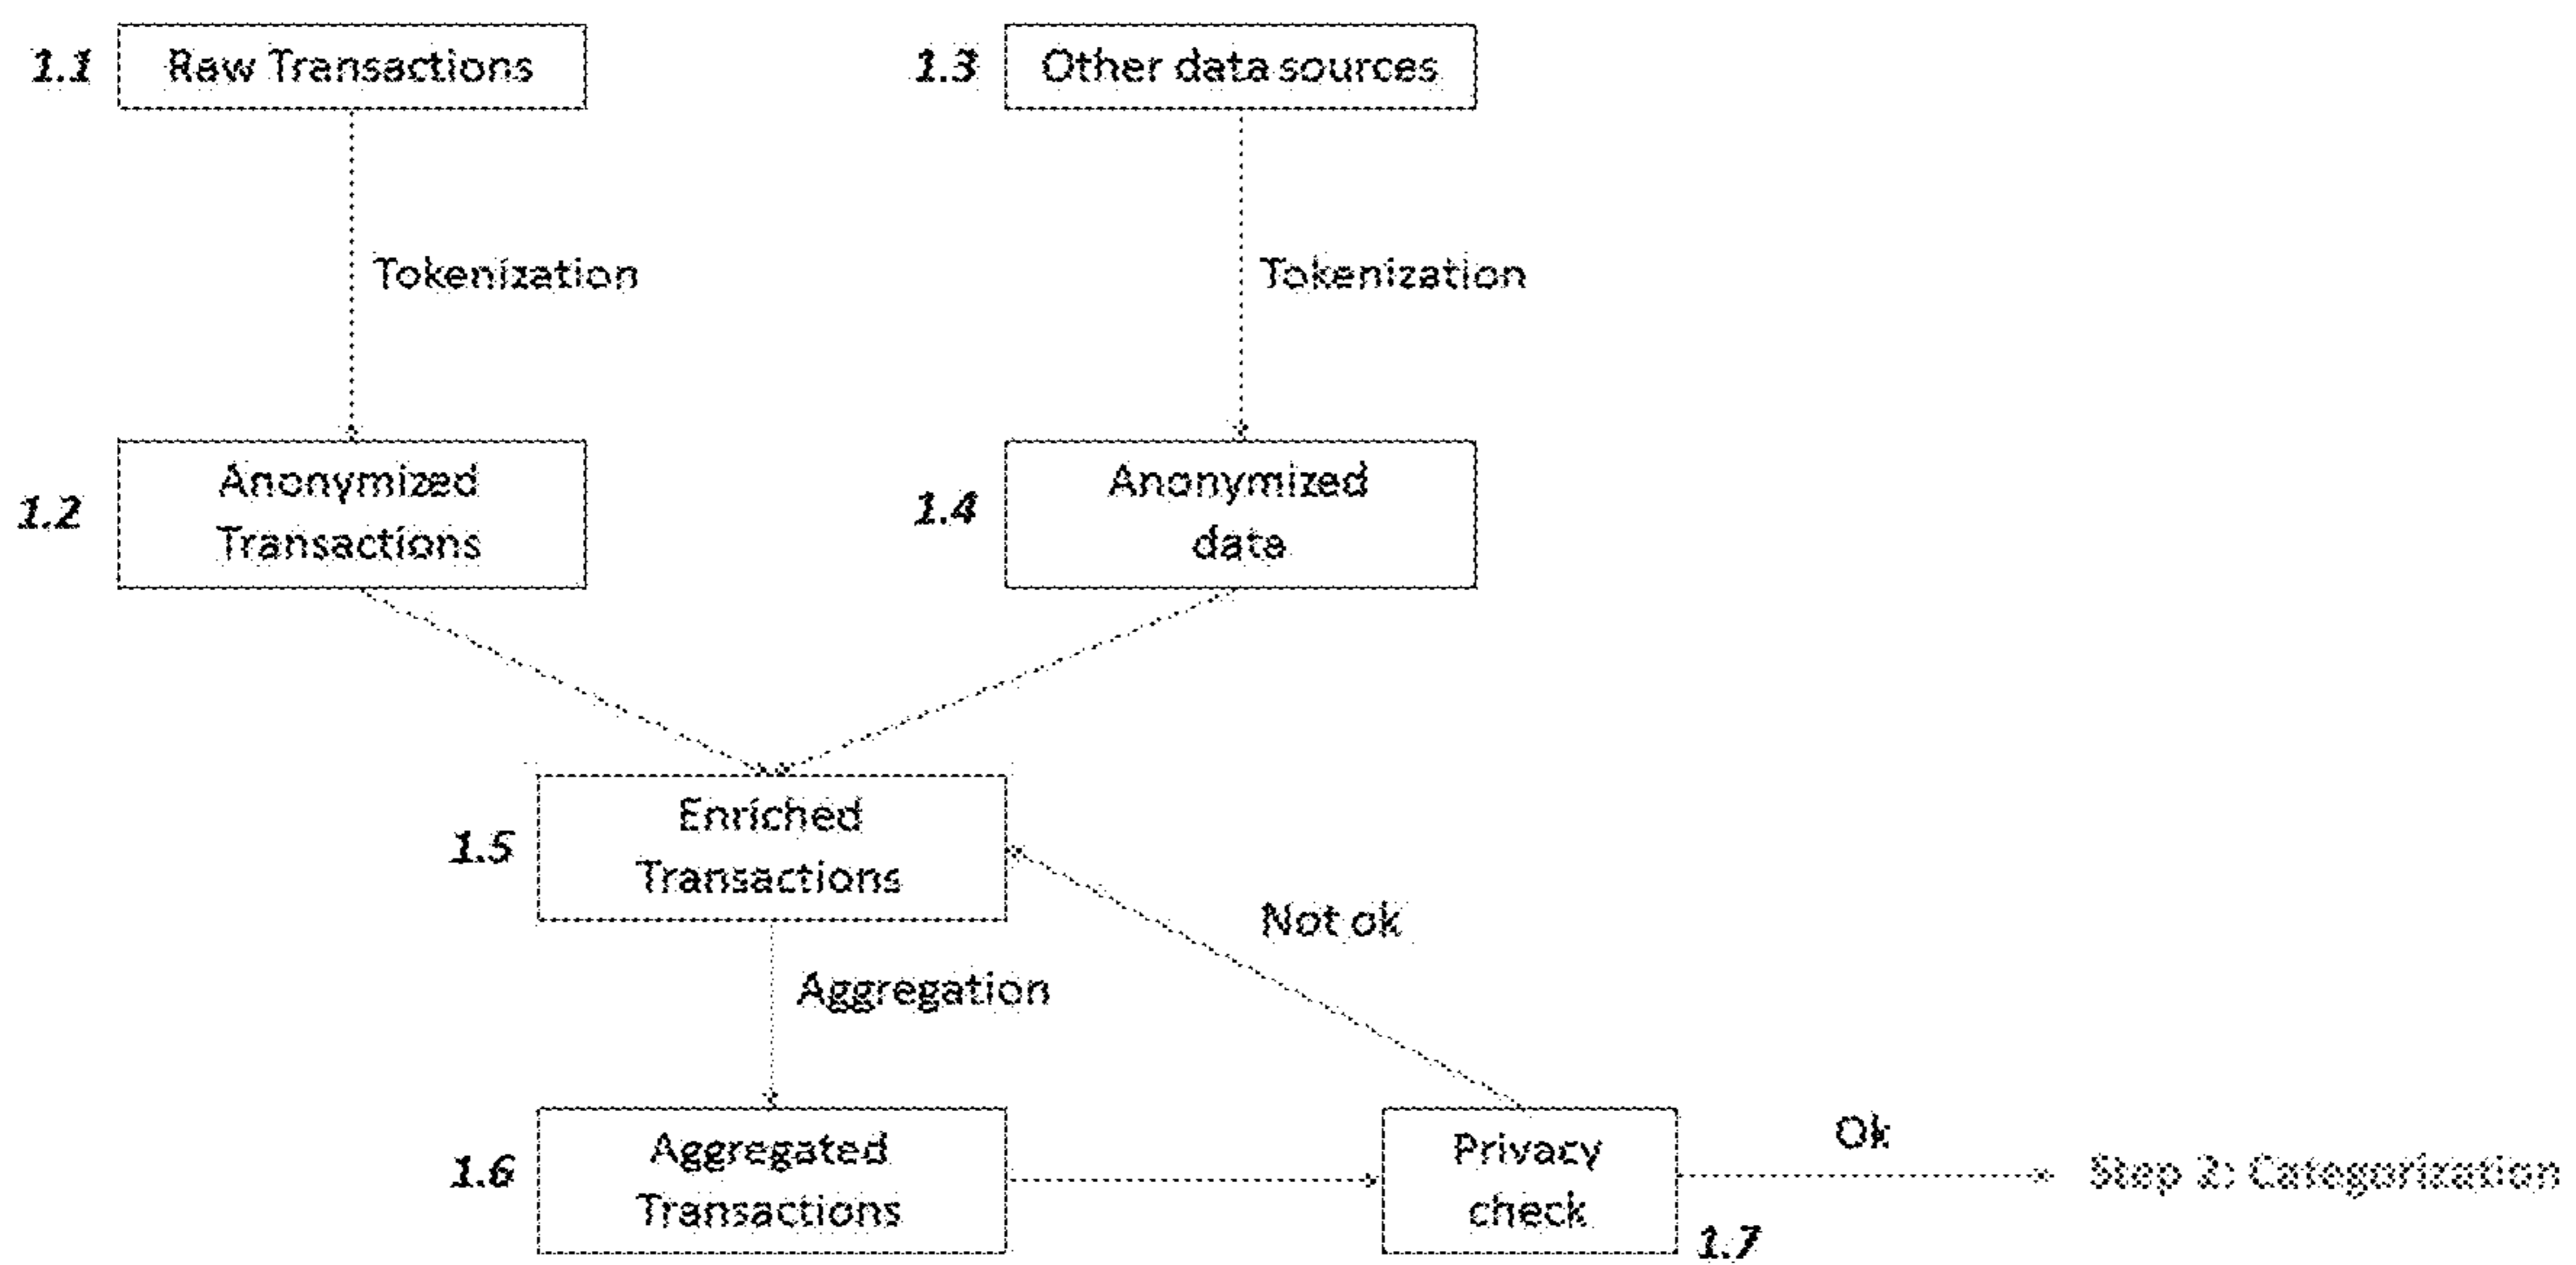 1.1 Raw Transactions
1.3 Other data sources
Tokenization
Tokenization
1.2
Anonymized
Transactions
1.4
Anonymized
data
1.5
Enriched
Transactions
Not ok
Aggregation
1.6
Aggregated
Transactions
Privacy
check
1.7
Ok
Step 2: Categorization